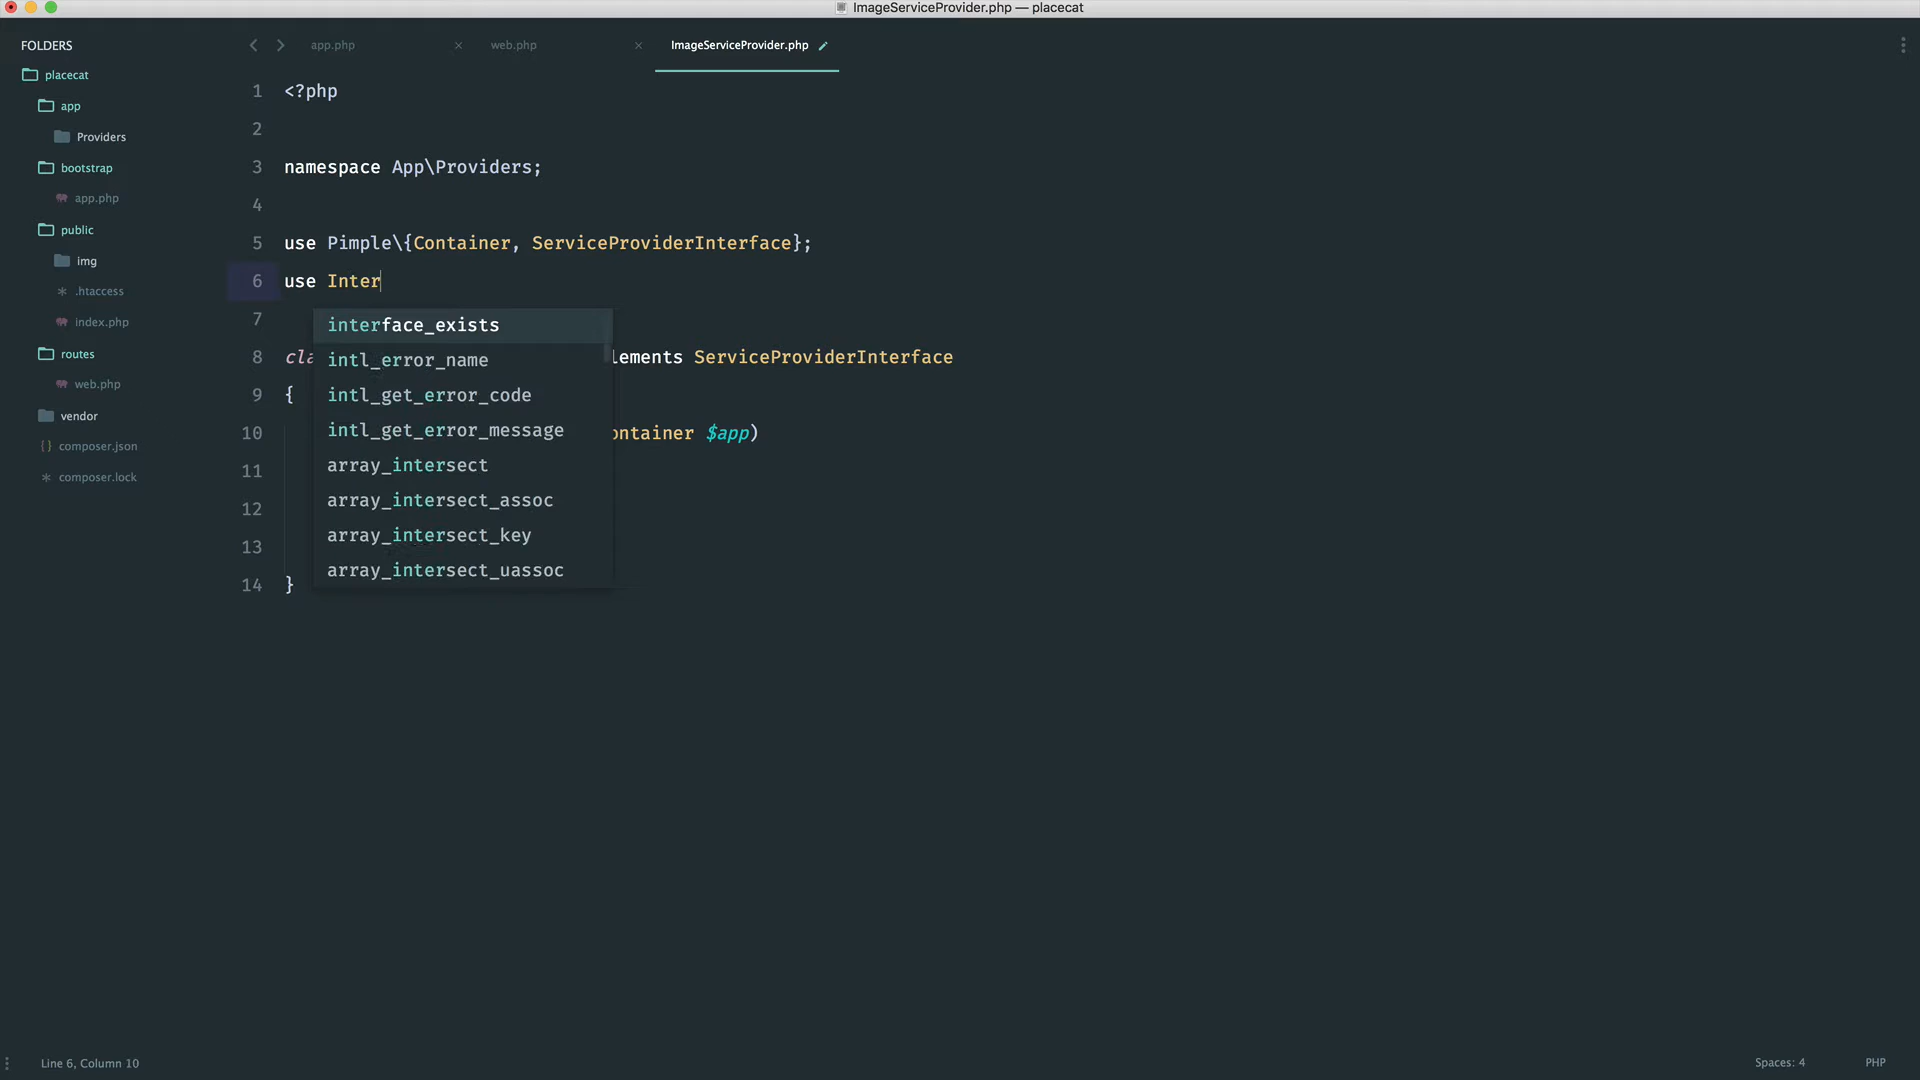 ImageServiceProvider.php — placecat
FOLDERS
placecat
app
Providers
bootstrap
app.php
public
img
.htaccess
index.php
routes
web.php
vendor
composer.json
composer.lock
app.php
web.php
ImageServiceProvider.php
1 <?php
2
3 namespace App\Providers;
4
5 use Pimple\{Container, ServiceProviderInterface};
6 use Inter
7
8 cla lements ServiceProviderInterface
9 {
10 ontainer $app)
11
12
13
14 }
interface_exists
intl_error_name
intl_get_error_code
intl_get_error_message
array_intersect
array_intersect_assoc
array_intersect_key
array_intersect_uassoc
Line 6, Column 10
Spaces: 4
PHP